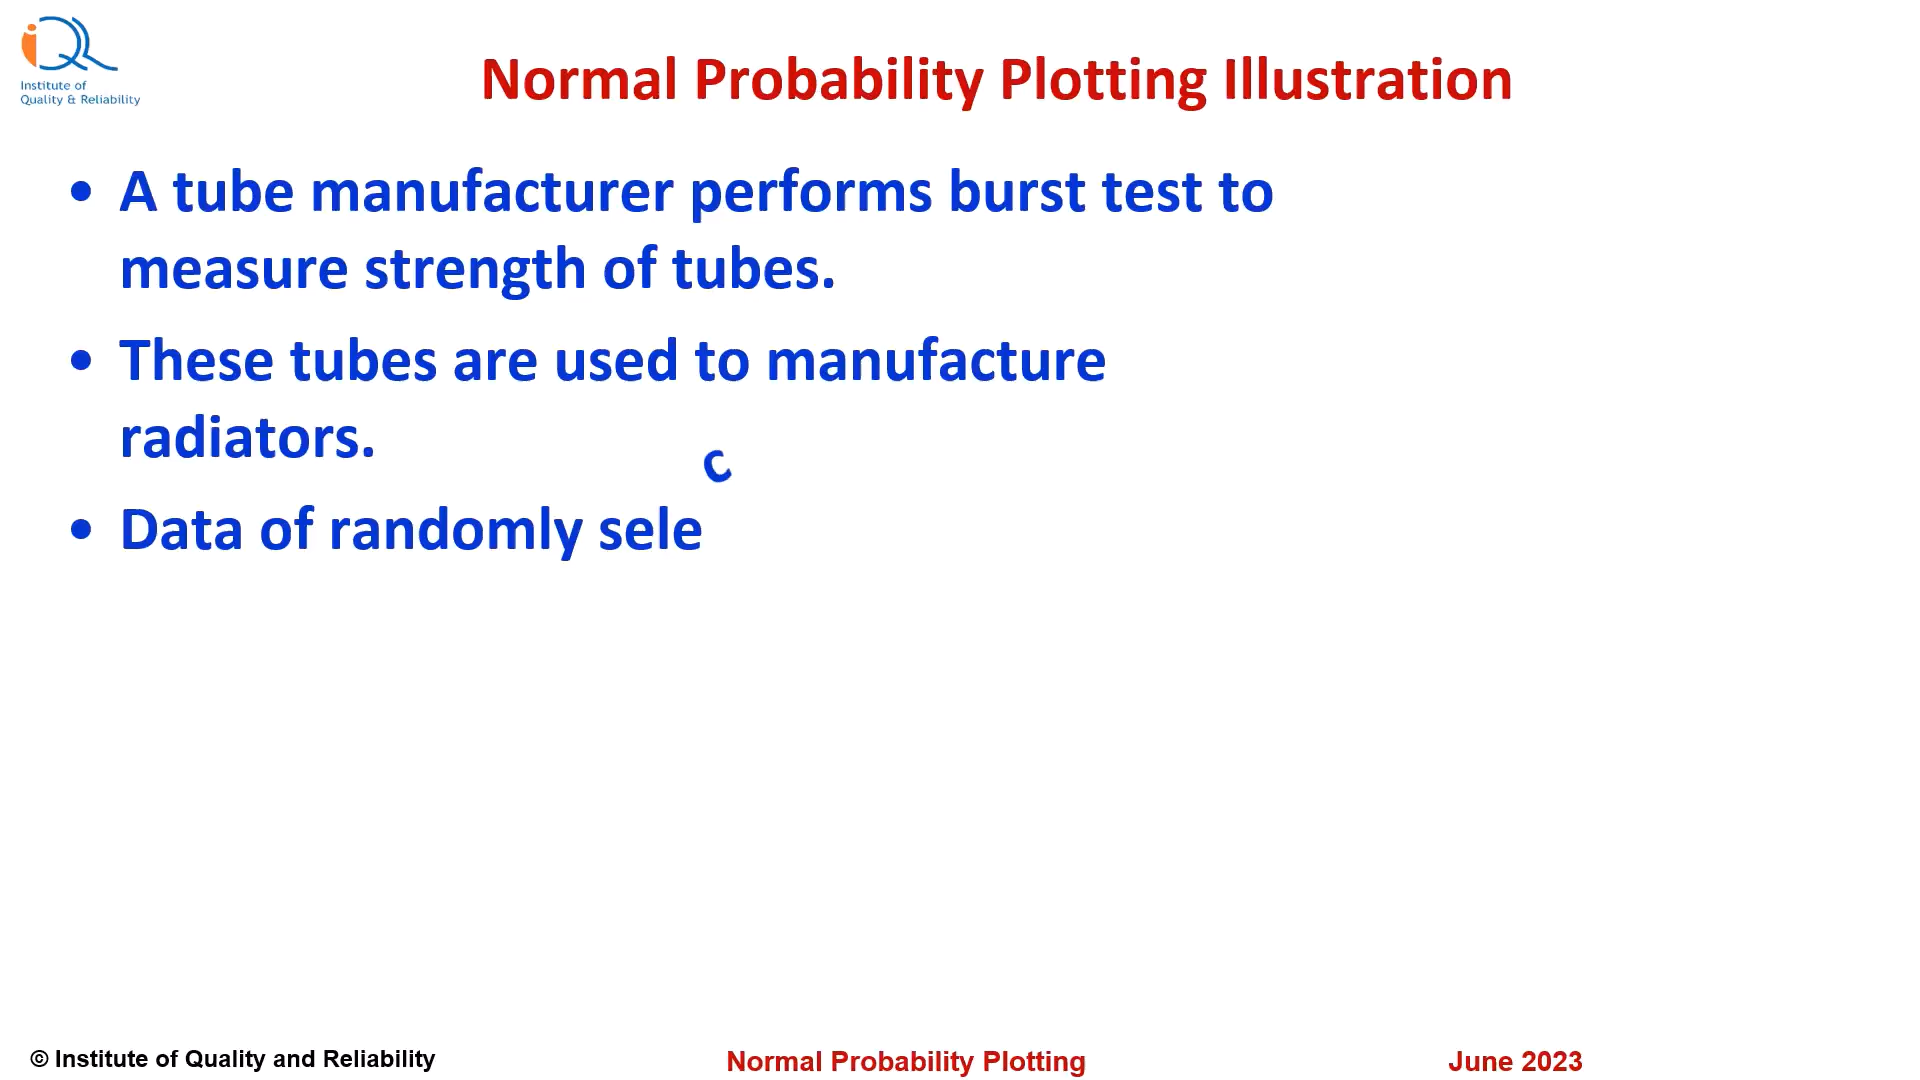 Institute of
Quality & Reliability
Normal Probability Plotting Illustration
• A tube manufacturer performs burst test to
measure strength of tubes.
• These tubes are used to manufacture
radiators.
• Data of randomly selec
© Institute of Quality and Reliability
Normal Probability Plotting
June 2023